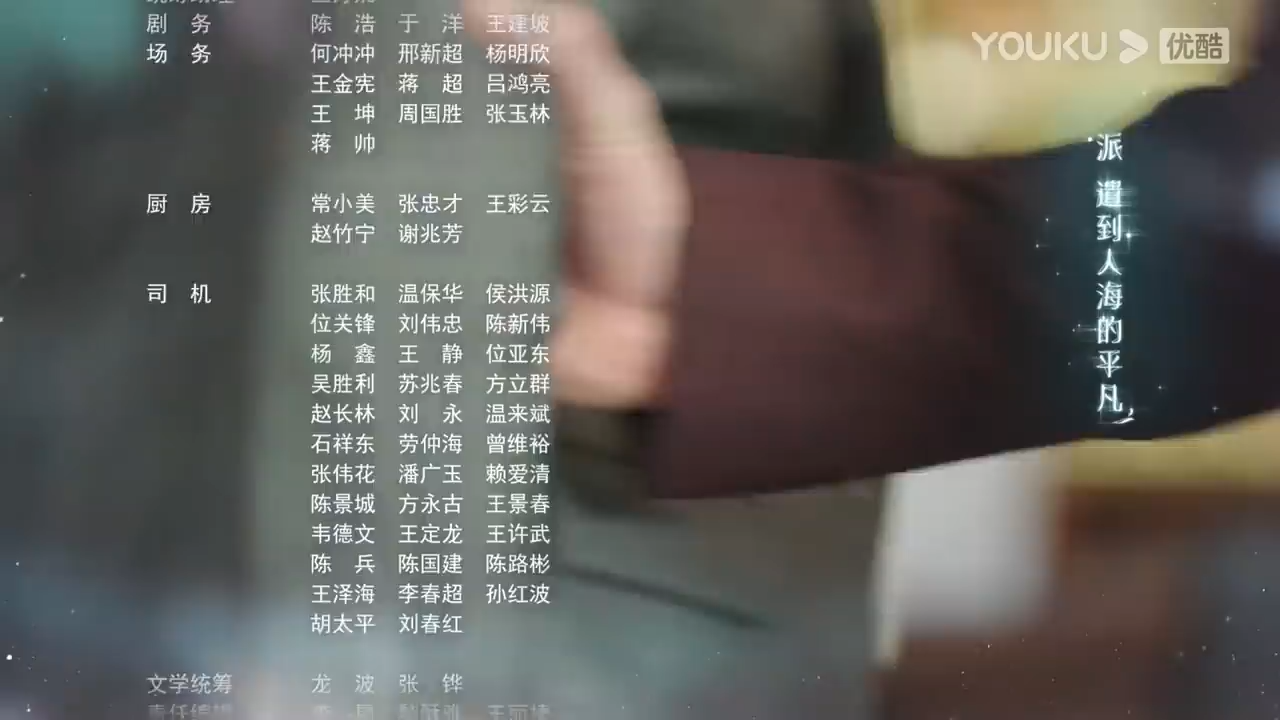 YOUKU 优酷
剧 务 陈 浩 于 洋 王建坡
场 务 何冲冲 邢新超 杨明欣
王金宪 蒋 超 吕鸿亮
王 坤 周国胜 张玉林
蒋 帅
厨 房 常小美 张忠才 王彩云
赵竹宁 谢兆芳
司 机 张胜和 温保华 侯洪源
位关锋 刘伟忠 陈新伟
杨 鑫 王 静 位亚东
吴胜利 苏兆春 方立群
赵长林 刘 永 温来斌
石祥东 劳仲海 曾维裕
张伟花 潘广玉 赖爱清
陈景城 方永古 王景春
韦德文 王定龙 王许武
陈 兵 陈国建 陈路彬
王泽海 李春超 孙红波
胡太平 刘春红
文学统筹 龙 波 张 铧
派 遣到人海的平凡